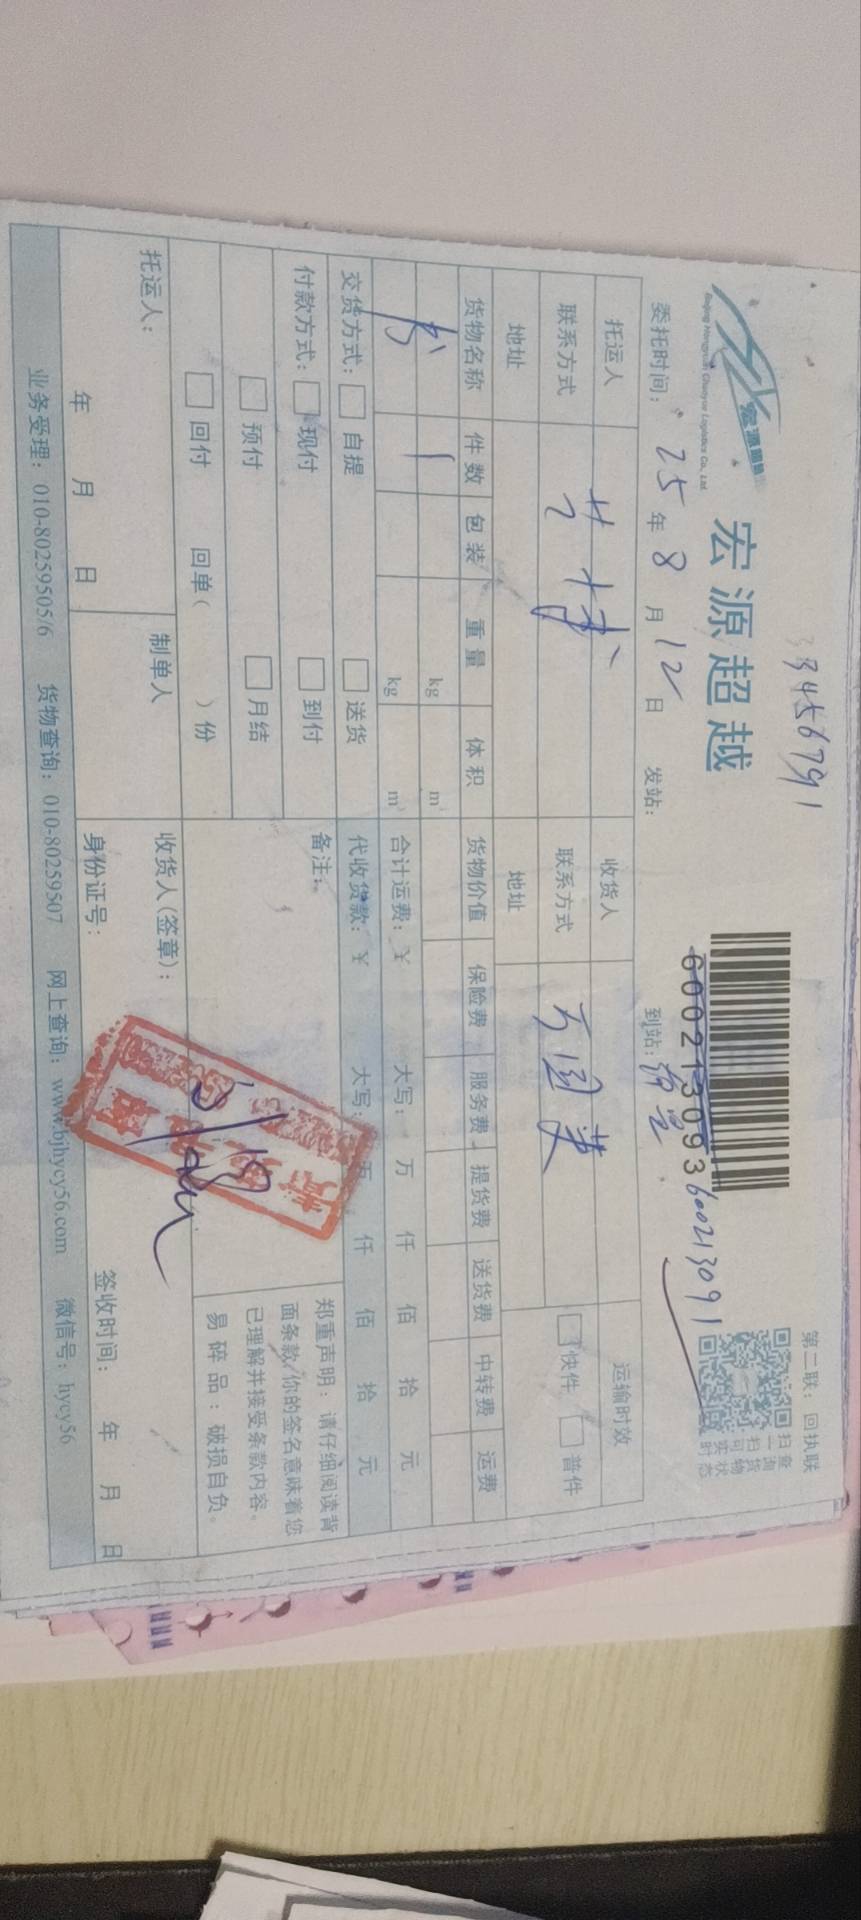 3456791
宏源国际
Beijing Hongyuan Chaoyue Logistics Co., Ltd.
宏源超越
600213093
600213091
第二联：回执联
扫一扫
查询货物
可实时状态
委托时间：25年8月12日 发站： 到站：
托运人 收货人 运输时效
联系方式 联系方式 快件 普件
地址 地址
货物名称 件数 包装 重量 体积 货物价值 保险费 服务费 提货费 送货费 中转费 运费
1 kg m³
kg m³ 合计运费：¥ 大写： 万 仟 佰 拾 元
交货方式： 自提 送货 代收货款：¥ 大写： 万 仟 佰 拾 元
付款方式： 现付 到付 备注：
预付 月结
回付 回单（ ）份
郑重声明：请仔细阅读背
面条款，你的签名意味着您
已理解并接受条款内容。
易碎品：破损自负。
托运人： 制单人 收货人(签章)：
年 月 日 身份证号： 签收时间： 年 月 日
业务受理：010-80259505/6 货物查询：010-80259507 网上查询：www.bjhycy56.com 微信号：hycy56